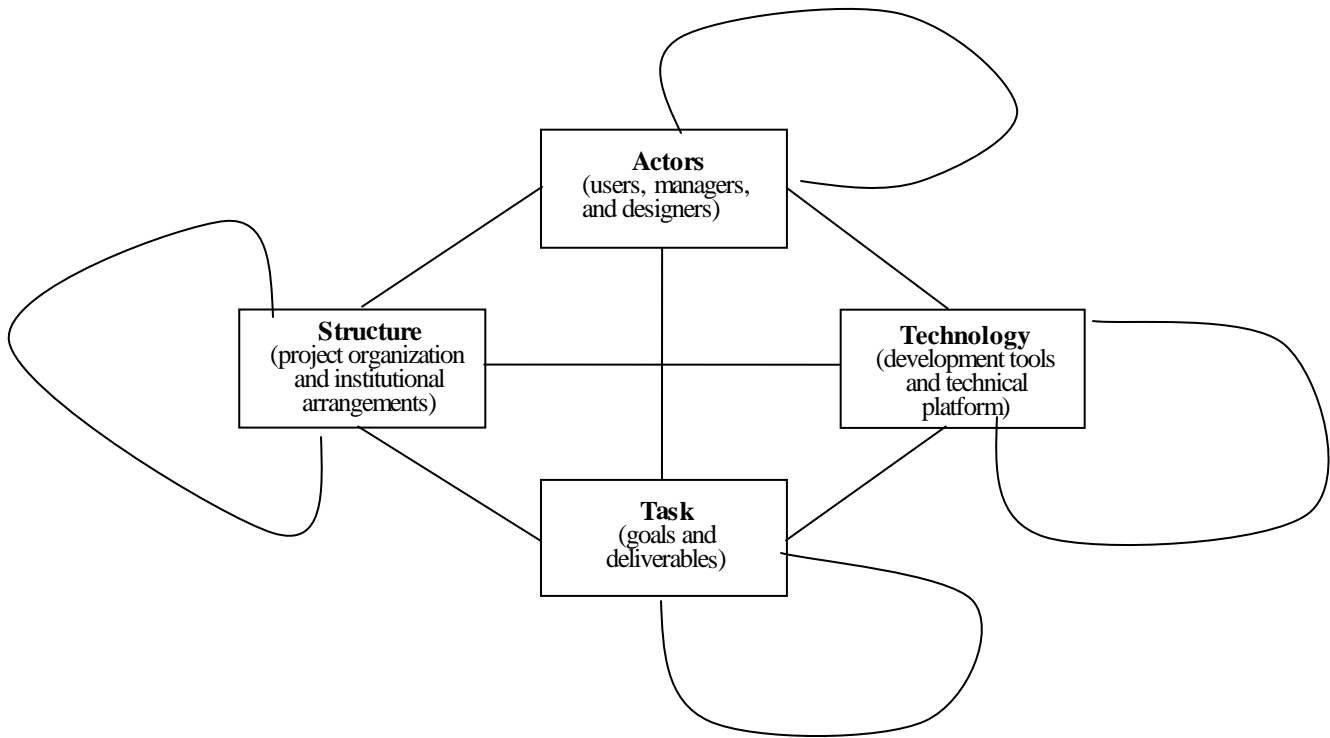 Actors
(users, managers,
and designers)
Structure
(project organization
and institutional
arrangements)
Technology
(development tools
and technical
platform)
Task
(goals and
deliverables)